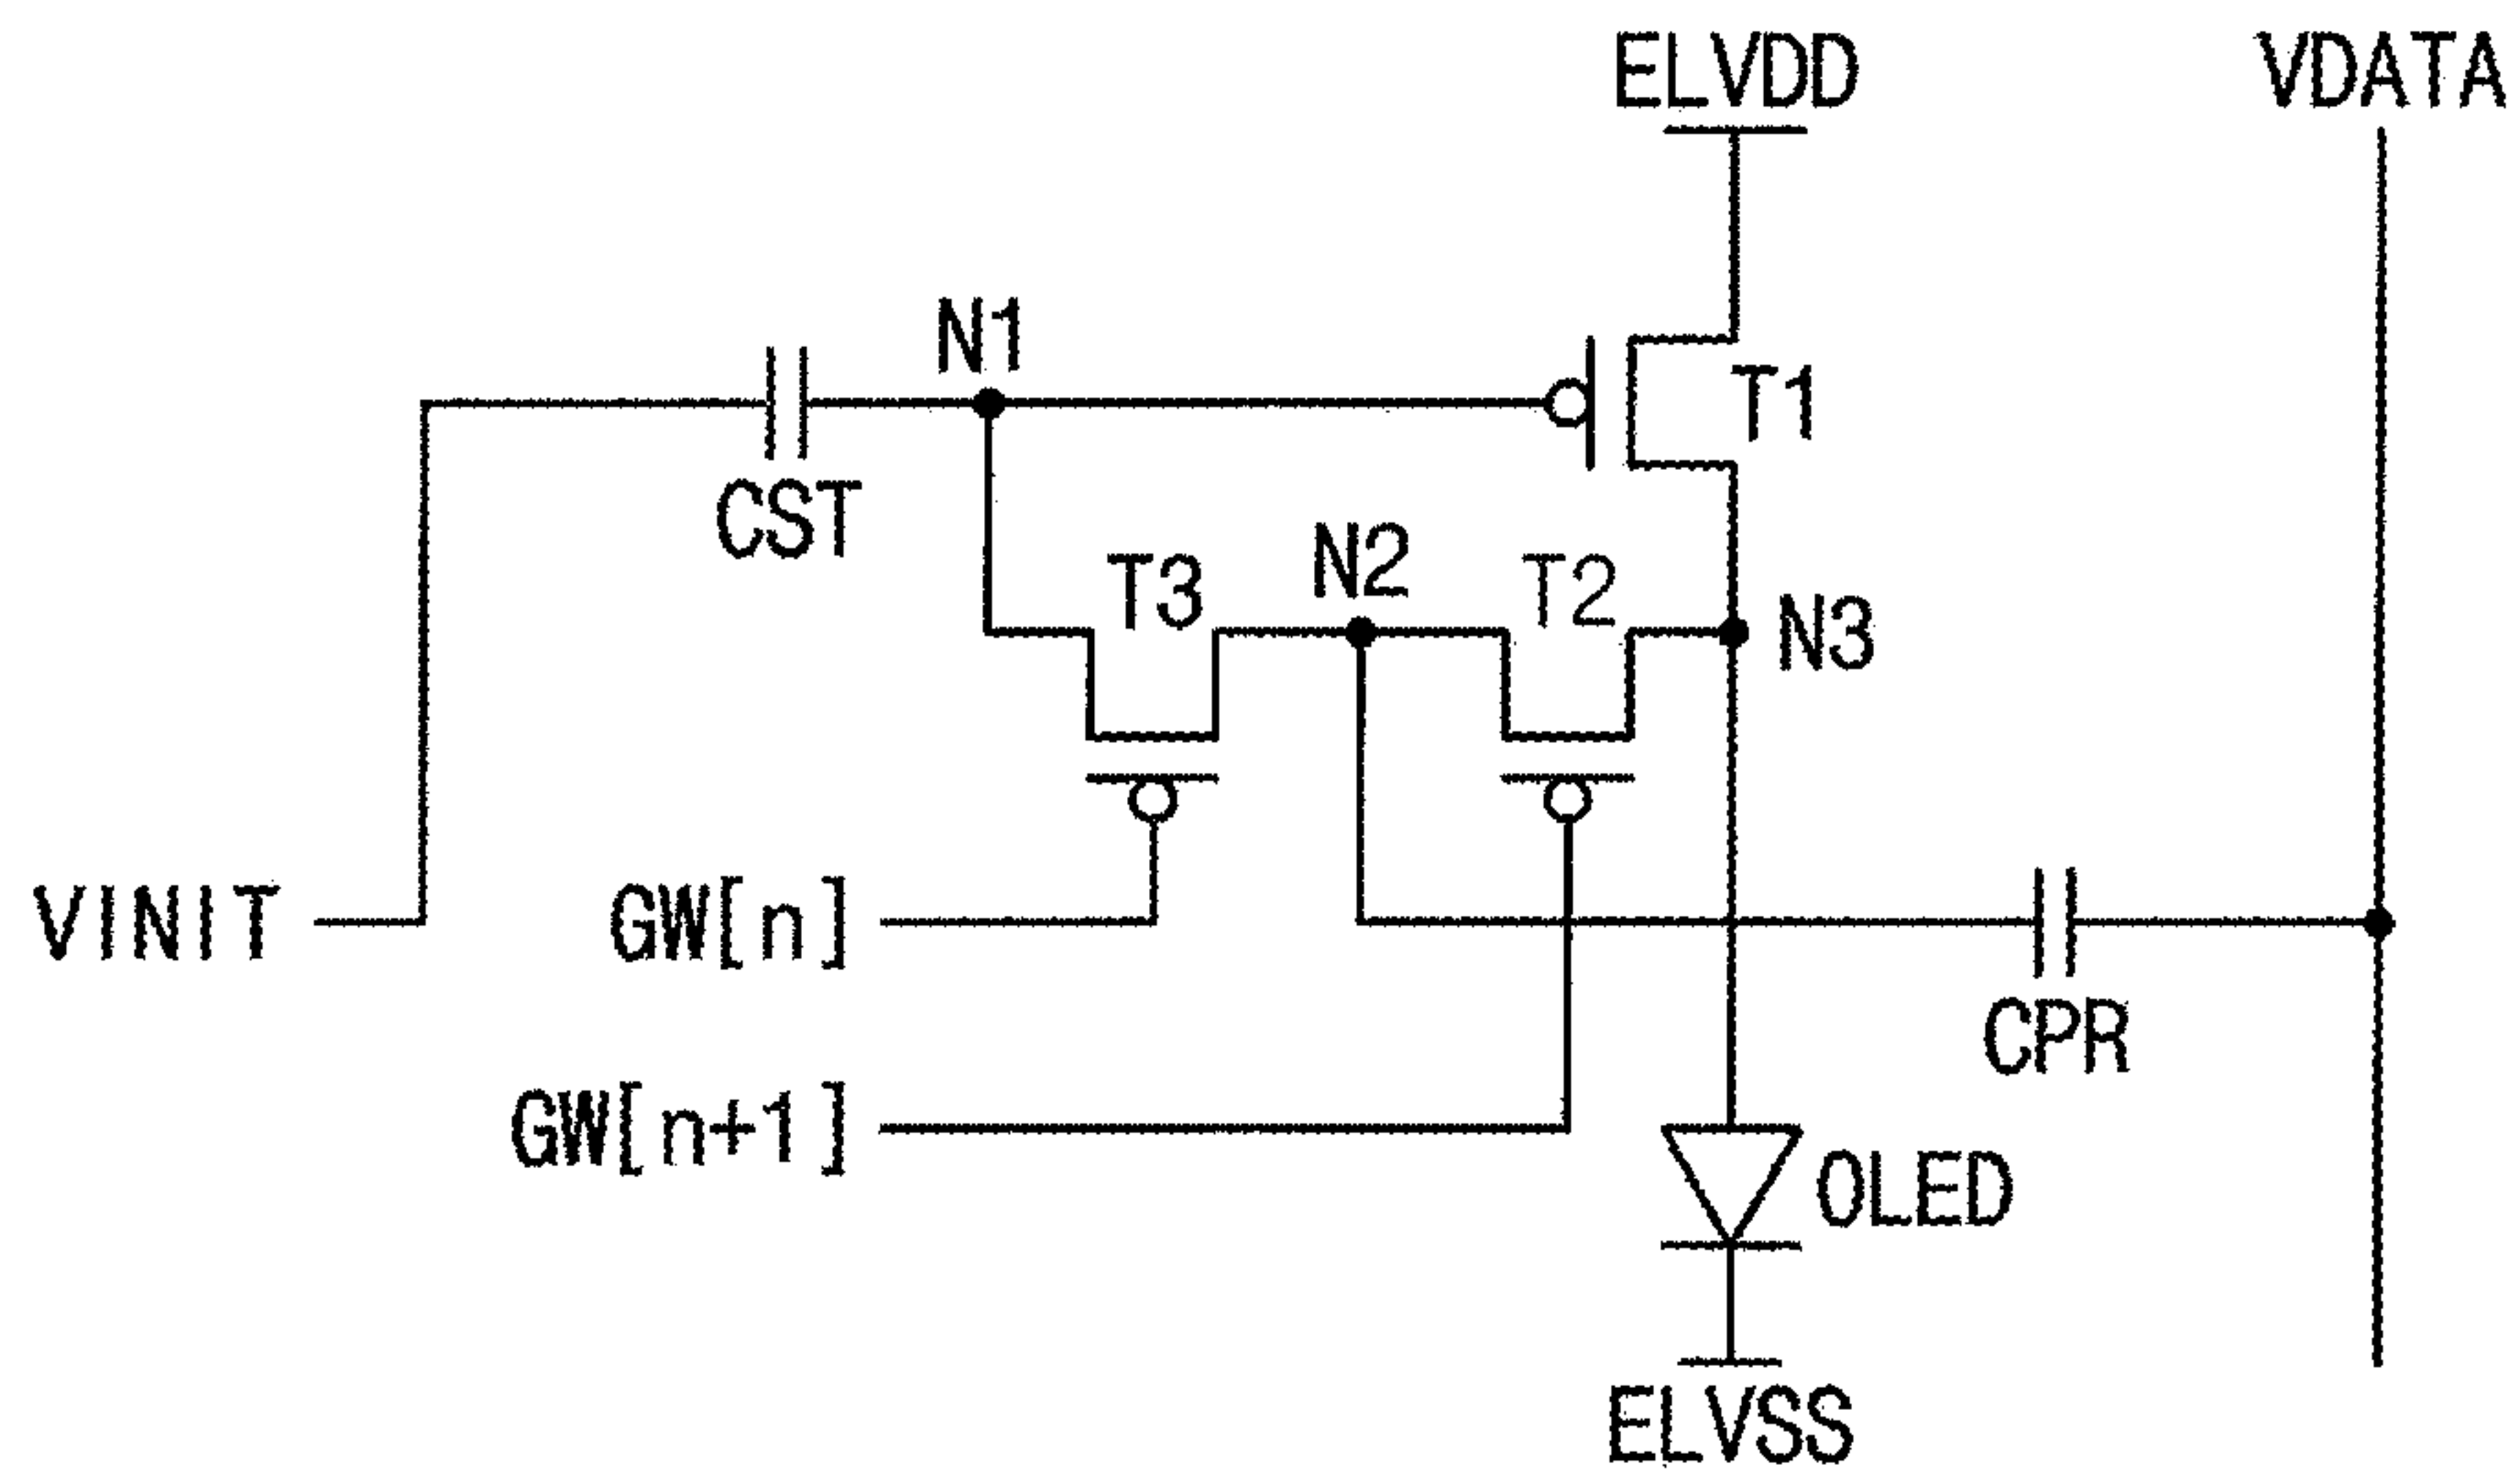 ELVDD
VDATA
N1
T1
CST
N2
T3
T2
N3
VINIT
GW[n]
CPR
GW[n+1]
OLED
ELVSS